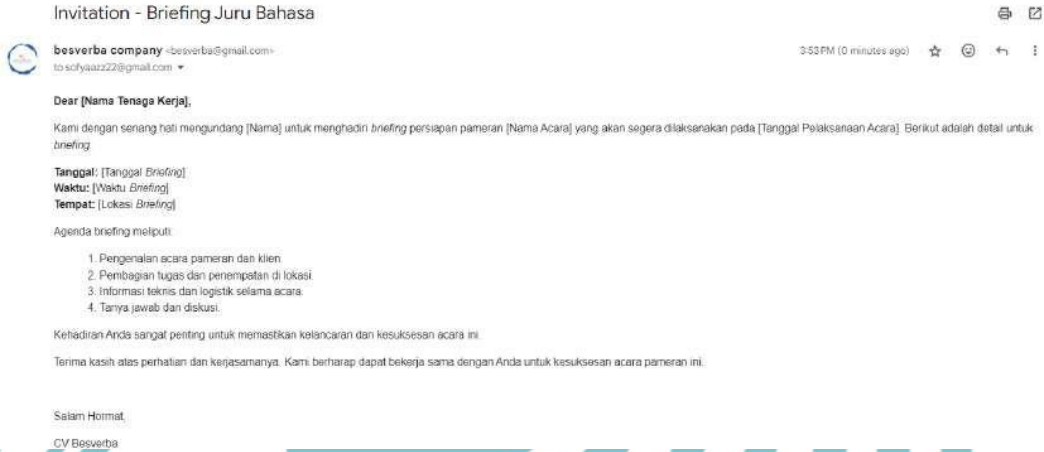 Invitation - Briefing Juru Bahasa
besverba company <besverba@gmail.com>
3:53 PM (0 minutes ago)
to sofyaazz22@gmail.com
Dear [Nama Tenaga Kerja],
Kami dengan senang hati mengundang [Nama] untuk menghadiri briefing persiapan pameran [Nama Acara] yang akan segera dilaksanakan pada [Tanggal Pelaksanaan Acara]. Berikut adalah detail untuk
briefing
Tanggal: [Tanggal Briefing]
Waktu: [Waktu Briefing]
Tempat: [Lokasi Briefing]
Agenda briefing meliputi:
1. Pengenalan acara pameran dan klien.
2. Pembagian tugas dan penempatan di lokasi.
3. Informasi teknis dan logistik selama acara.
4. Tanya jawab dan diskusi.
Kehadiran Anda sangat penting untuk memastikan kelancaran dan kesuksesan acara ini.
Terima kasih atas perhatian dan kerjasamanya. Kami berharap dapat bekerja sama dengan Anda untuk kesuksesan acara pameran ini.
Salam Hormat,
CV Besverba